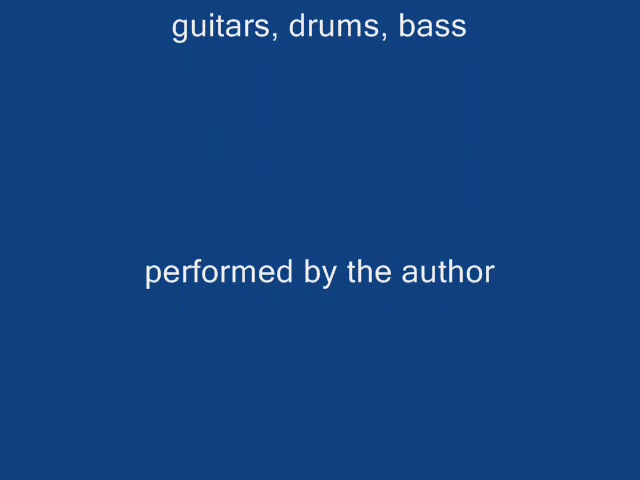 guitars, drums, bass
performed by the author